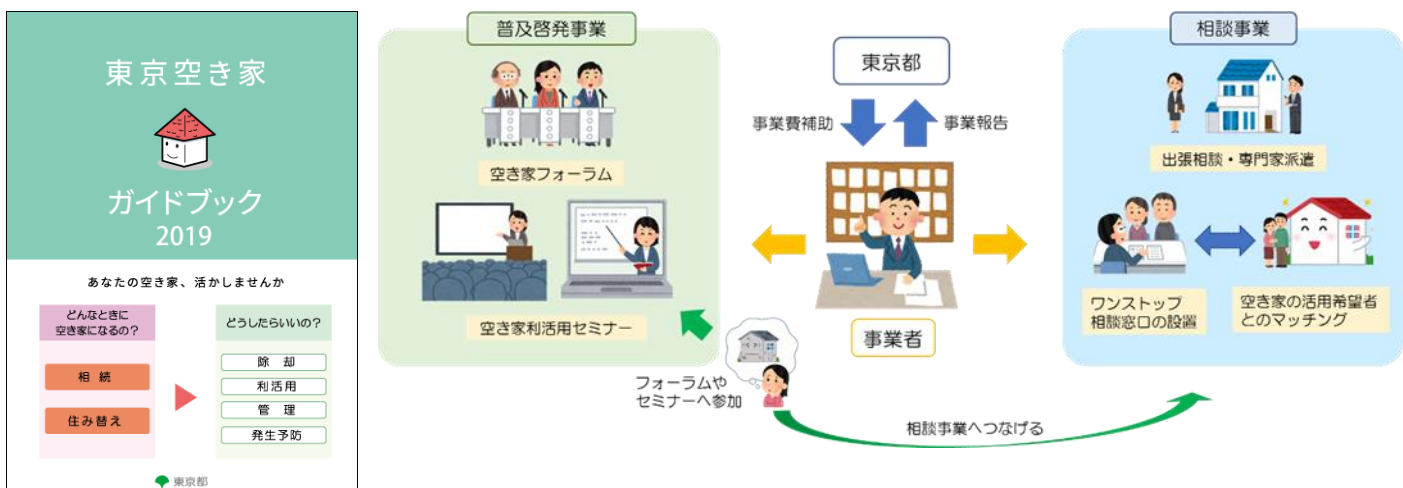 東京空き家
ガイドブック
2019
あなたの空き家、活かしませんか
どんなときに
空き家になるの？
相 続
住み替え
どうしたらいいの？
除 却
利活用
管 理
発生予防
東京都
普及啓発事業
空き家フォーラム
空き家利活用セミナー
東京都
事業費補助
事業報告
事業者
フォーラムや
セミナーへ参加
相談事業へつなげる
相談事業
出張相談・専門家派遣
ワンストップ
相談窓口の設置
空き家の活用希望者
とのマッチング